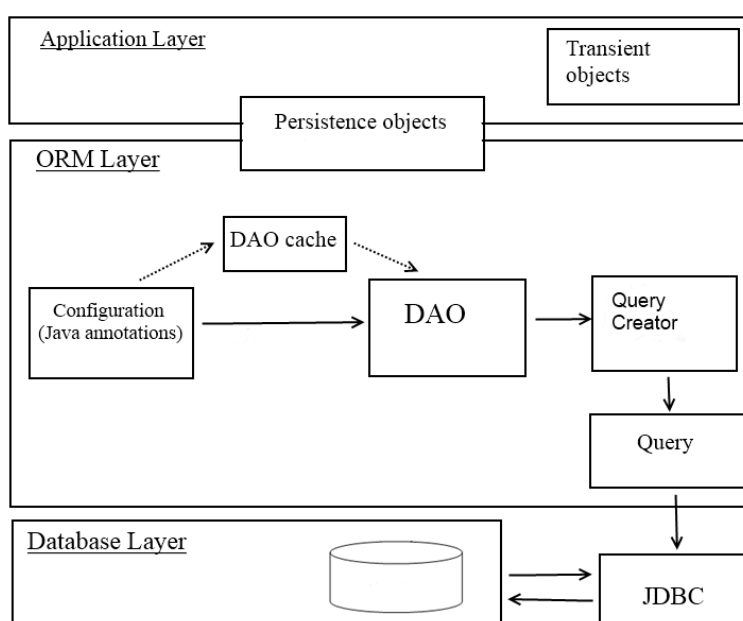 Application Layer
Transient
objects
Persistence objects
ORM Layer
DAO cache
Configuration
(Java annotations)
DAO
Query
Creator
Query
Database Layer
JDBC